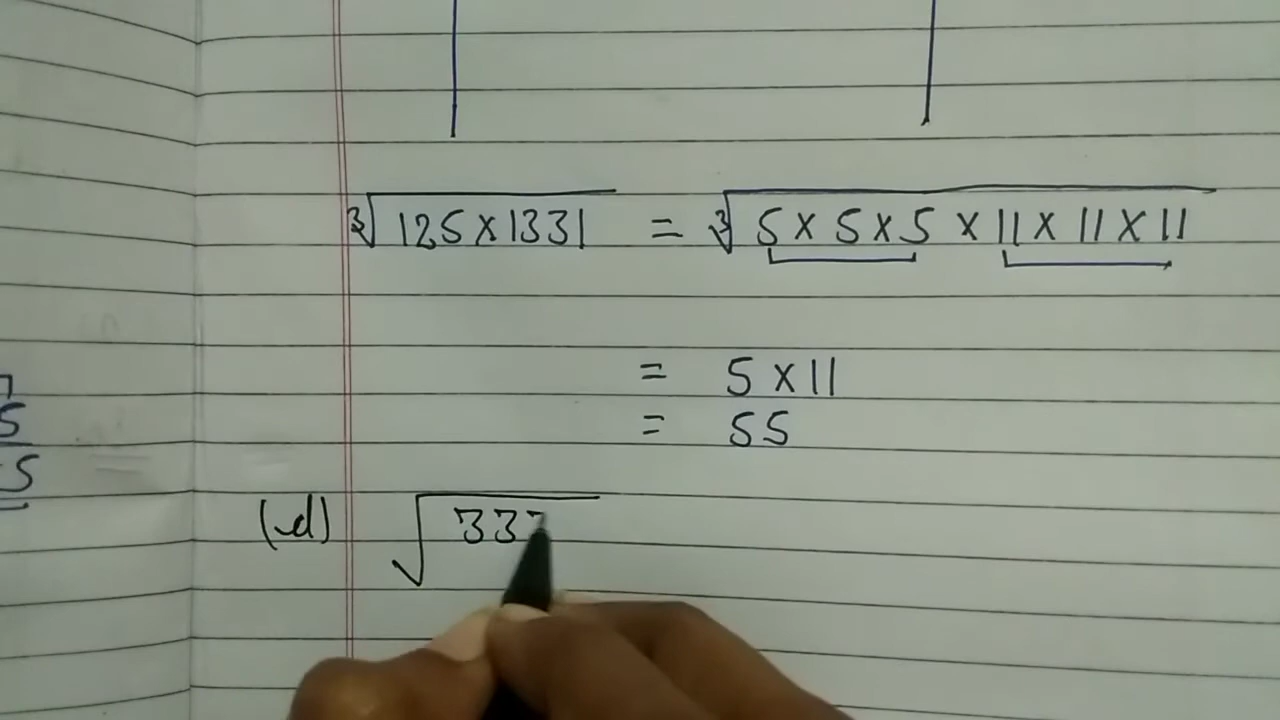 ∛125×1331 = ∛5×5×5×11×11×11
= 5×11
= 55
(d) √33